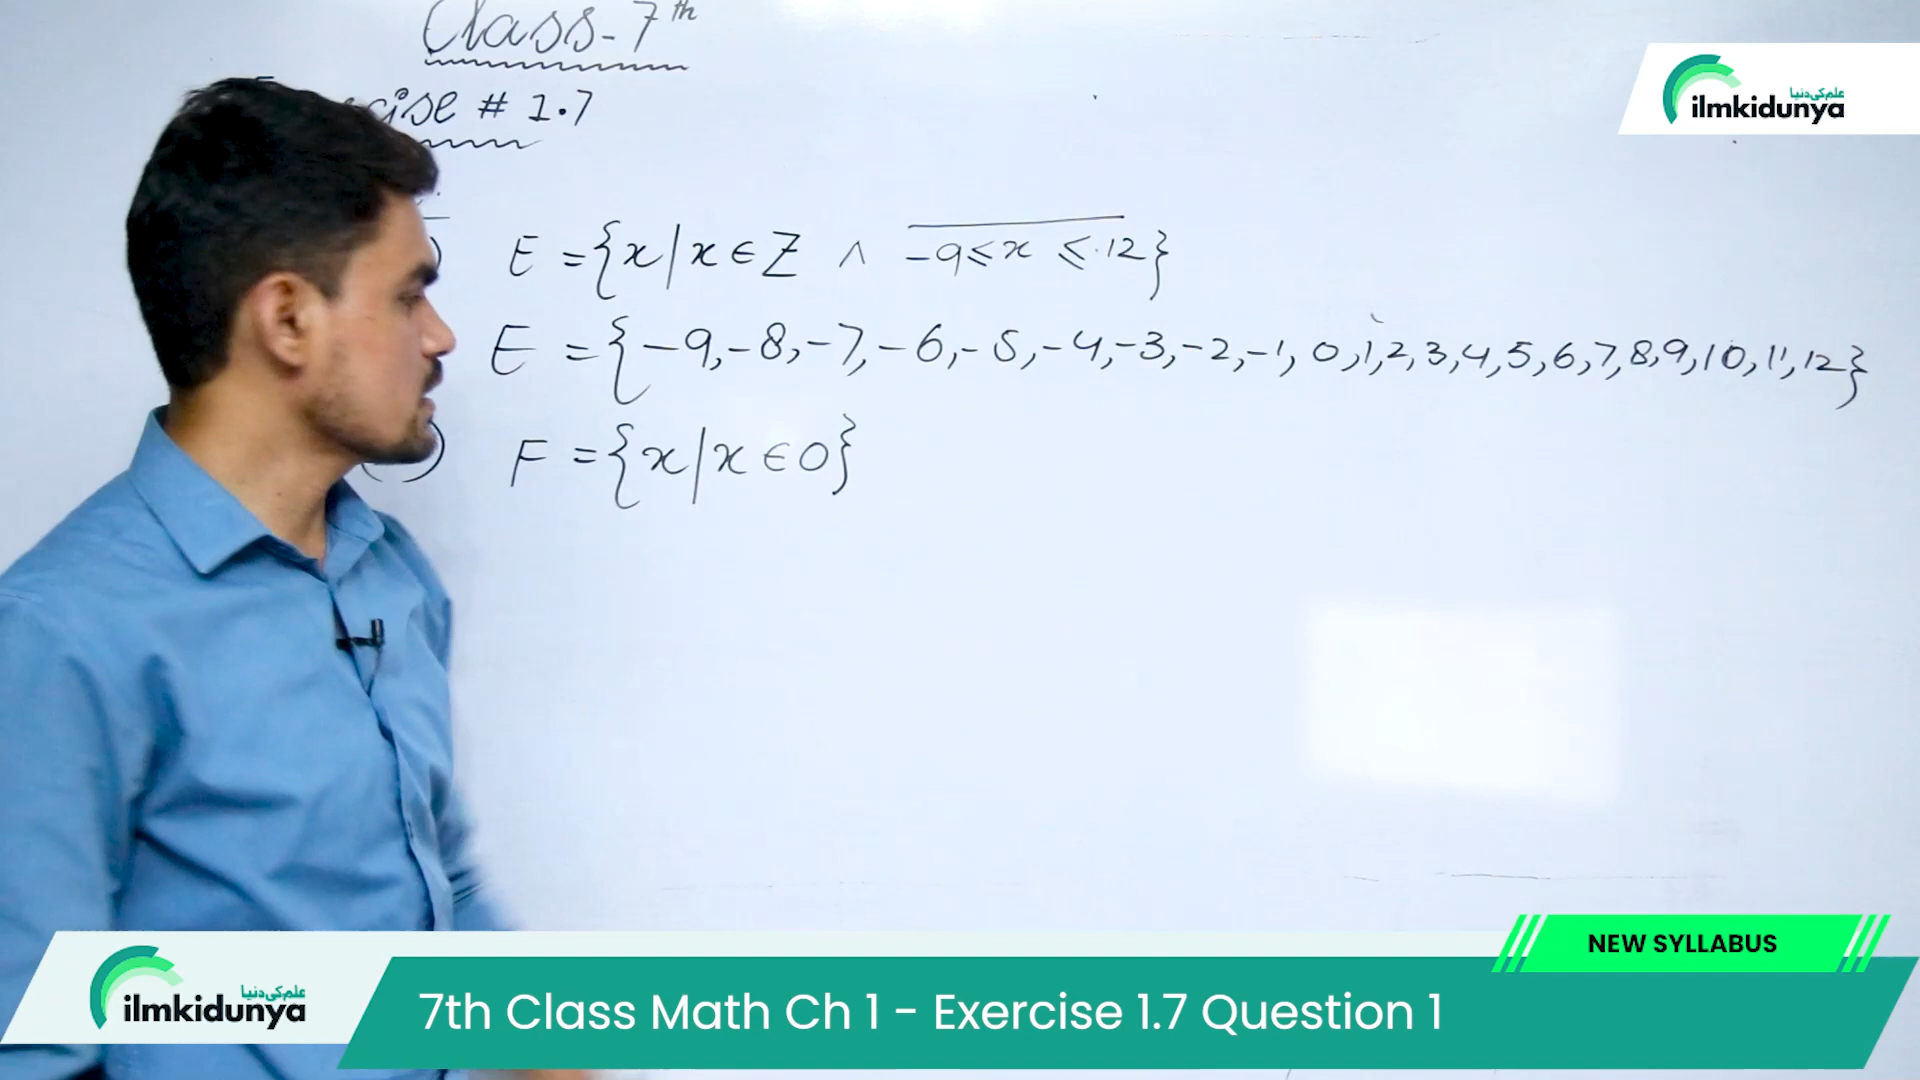 Class-7th
cise # 1.7
علم کی دنیا
ilmkidunya
) E = {x | x ∈ Z ∧ -9 ≤ x ≤ 12}
E = {-9, -8, -7, -6, -5, -4, -3, -2, -1, 0, 1, 2, 3, 4, 5, 6, 7, 8, 9, 10, 11, 12}
( ) F = {x | x ∈ O}
NEW SYLLABUS
علم کی دنیا
ilmkidunya
7th Class Math Ch 1 - Exercise 1.7 Question 1